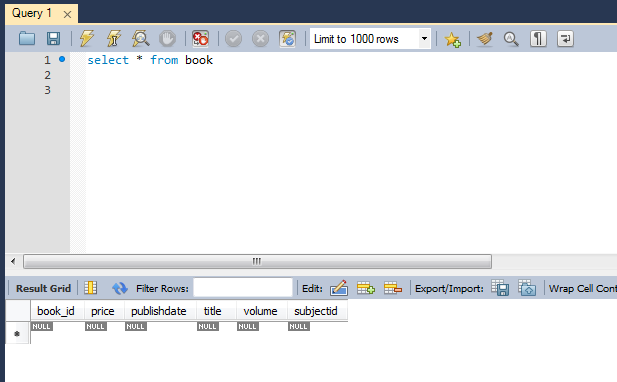 Query 1
Limit to 1000 rows
1 select * from book
2
3
Result Grid Filter Rows: Edit: Export/Import: Wrap Cell Cont
book_id price publishdate title volume subjectid
* NULL NULL NULL NULL NULL NULL